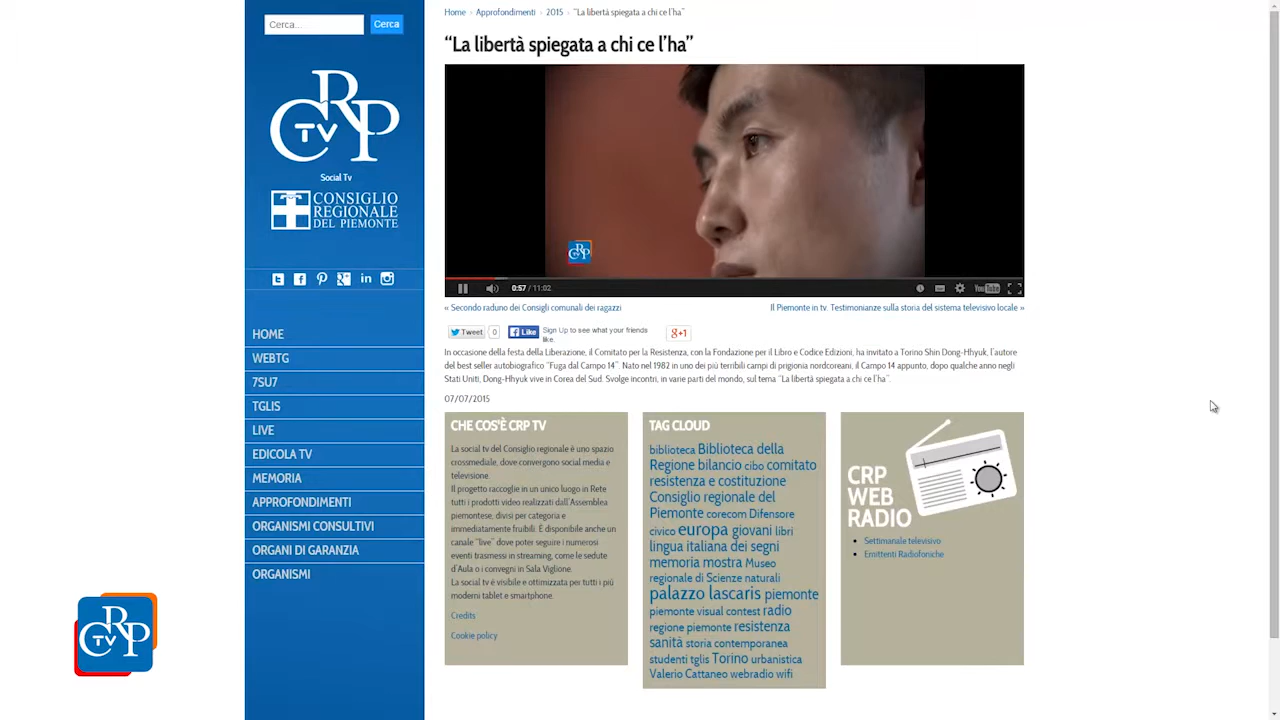 Cerca...
Cerca
CRP
TV
Social Tv
CONSIGLIO
REGIONALE
DEL PIEMONTE
HOME
WEBTG
7SU7
TGLIS
LIVE
EDICOLA TV
MEMORIA
APPROFONDIMENTI
ORGANISMI CONSULTIVI
ORGANI DI GARANZIA
ORGANISMI
CRP
TV
Home › Approfondimenti › 2015 › “La libertà spiegata a chi ce l’ha”
“La libertà spiegata a chi ce l’ha”
CRP
0:57 / 11:02
YouTube
« Secondo raduno dei Consigli comunali dei ragazzi
Il Piemonte in tv. Testimonianze sulla storia del sistema televisivo locale »
Tweet 0
Like
Sign Up to see what your friends
like.
g+1
In occasione della festa della Liberazione, il Comitato per la Resistenza, con la Fondazione per il Libro e Codice Edizioni, ha invitato a Torino Shin Dong-Hyuk, l’autore
del best seller autobiografico “Fuga dal Campo 14”. Nato nel 1982 in uno dei più terribili campi di prigionia nordcoreani, il Campo 14 appunto, dopo qualche anno negli
Stati Uniti, Dong-Hhyuk vive in Corea del Sud. Svolge incontri, in varie parti del mondo, sul tema “La libertà spiegata a chi ce l’ha”.
07/07/2015
CHE COS’È CRP TV
La social tv del Consiglio regionale è uno spazio
crossmediale, dove convergono social media e
televisione.
Il progetto raccoglie in un unico luogo in Rete
tutti i prodotti video realizzati dall’Assemblea
piemontese, divisi per categoria e
immediatamente fruibili. È disponibile anche un
canale “live” dove poter seguire i numerosi
eventi trasmessi in streaming, come le sedute
d’Aula o i convegni in Sala Viglione.
La social tv è visibile e ottimizzata per tutti i più
moderni tablet e smartphone.
Credits
Cookie policy
TAG CLOUD
biblioteca Biblioteca della
Regione bilancio cibo comitato
resistenza e costituzione
Consiglio regionale del
Piemonte corecom Difensore
civico europa giovani libri
lingua italiana dei segni
memoria mostra Museo
regionale di Scienze naturali
palazzo lascaris piemonte
piemonte visual contest radio
regione piemonte resistenza
sanità storia contemporanea
studenti tglis Torino urbanistica
Valerio Cattaneo webradio wifi
CRP
WEB
RADIO
Settimanale televisivo
Emittenti Radiofoniche